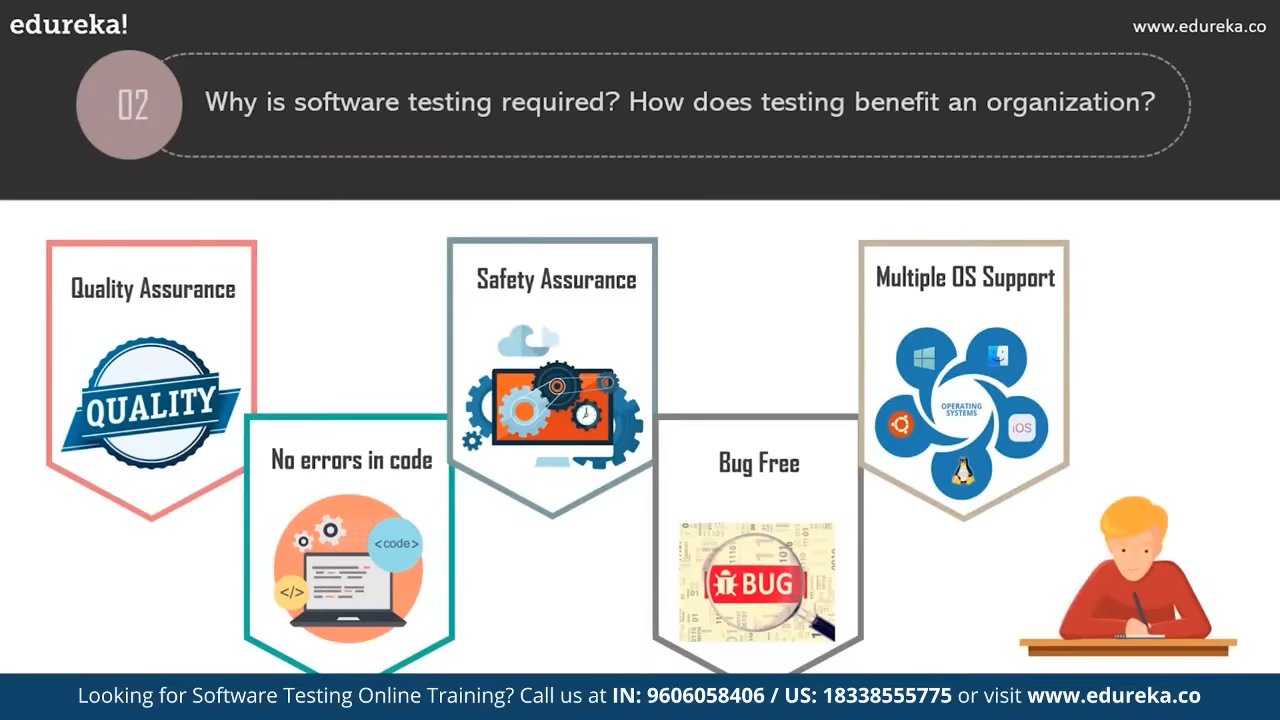 edureka!
www.edureka.co
02
Why is software testing required? How does testing benefit an organization?
Quality Assurance
QUALITY
No errors in code
<code>
</>
Safety Assurance
Bug Free
BUG
Multiple OS Support
OPERATING
SYSTEMS
iOS
Looking for Software Testing Online Training? Call us at IN: 9606058406 / US: 18338555775 or visit www.edureka.co